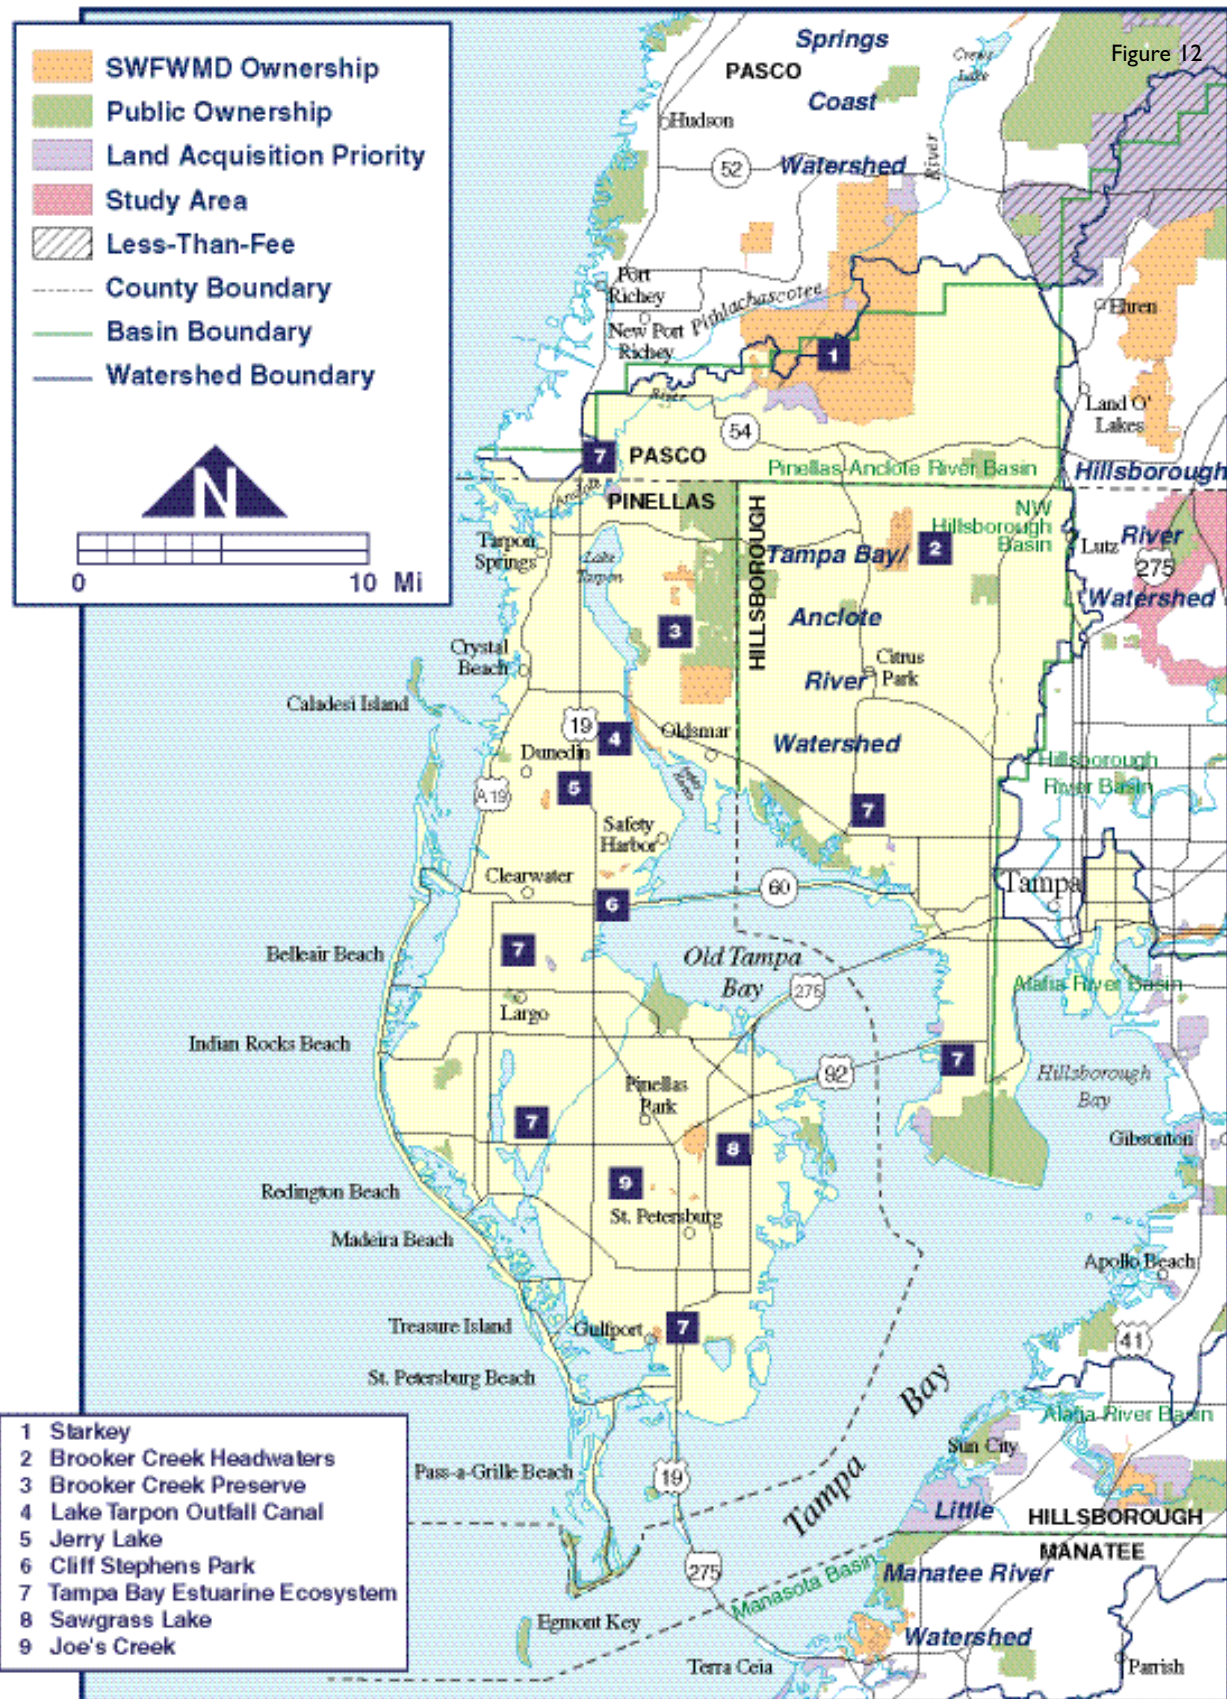 Figure 12
SWFWMD Ownership
Public Ownership
Land Acquisition Priority
Study Area
Less-Than-Fee
County Boundary
Basin Boundary
Watershed Boundary
N
0 10 Mi
Springs
Coast
Watershed
PASCO
Crews
Lake
River
Hudson
52
Port
Richey
New Port
Richey
Pithlachascotee
Ehren
1
River
Land O'
Lakes
54
7
PASCO
Pinellas-Anclote River Basin
Hillsborough
River
Watershed
Anclote
PINELLAS
HILLSBOROUGH
NW
Hillsborough
Basin
Lutz
275
Tarpon
Springs
Lake
Tarpon
Tampa Bay/
Anclote
River
Watershed
2
3
Crystal
Beach
Citrus
Park
Caladesi Island
19
4
Oldsmar
Dunedin
5
A 19
7
Hillsborough
River Basin
Safety
Harbor
Clearwater
60
Tampa
6
7
Belleair Beach
Old Tampa
Bay
275
Alafia River Basin
Largo
Indian Rocks Beach
92
7
Hillsborough
Bay
Pinellas
Park
7
8
Gibsonton
9
Redington Beach
St. Petersburg
Madeira Beach
Apollo Beach
Treasure Island
Gulfport
7
41
St. Petersburg Beach
Alafia River Basin
Sun City
Pass-a-Grille Beach
19
Tampa Bay
Little
Manatee River
Watershed
HILLSBOROUGH
MANATEE
275
Manasota Basin
Egmont Key
Terra Ceia
Parrish
1 Starkey
2 Brooker Creek Headwaters
3 Brooker Creek Preserve
4 Lake Tarpon Outfall Canal
5 Jerry Lake
6 Cliff Stephens Park
7 Tampa Bay Estuarine Ecosystem
8 Sawgrass Lake
9 Joe's Creek